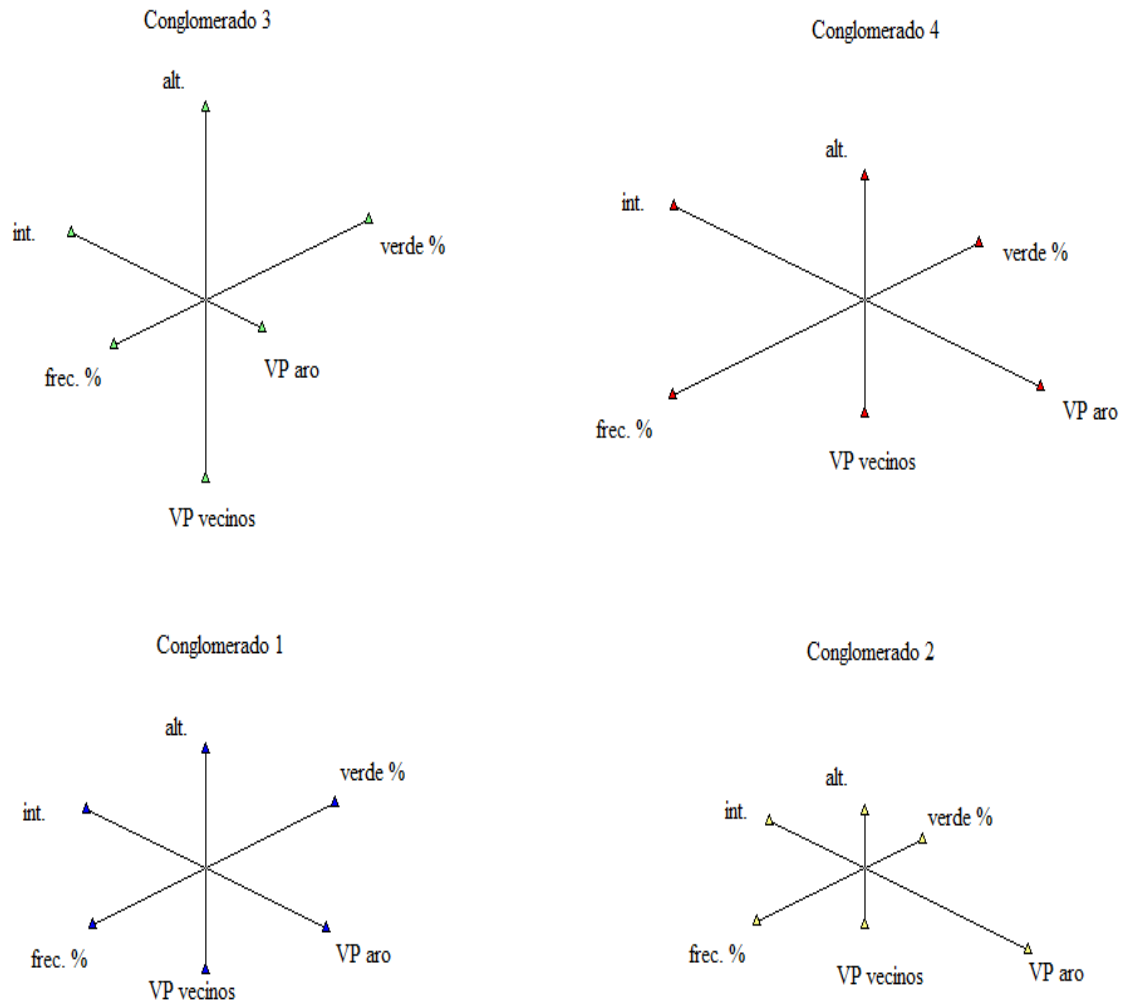 Conglomerado 3
alt.
int.
verde %
frec. %
VP aro
VP vecinos
Conglomerado 4
alt.
int.
verde %
frec. %
VP aro
VP vecinos
Conglomerado 1
alt.
verde %
int.
frec. %
VP aro
VP vecinos
Conglomerado 2
alt.
int.
verde %
frec. %
VP vecinos
VP aro